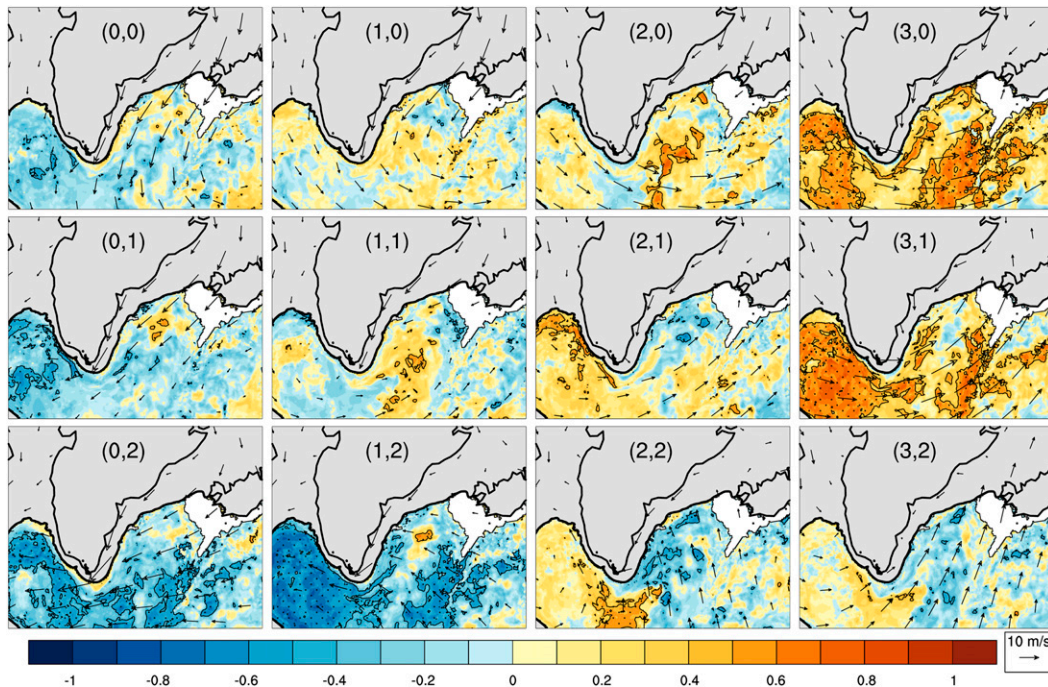 (0,0) (1,0) (2,0) (3,0)
(0,1) (1,1) (2,1) (3,1)
(0,2) (1,2) (2,2) (3,2)
10 m/s
-1 -0.8 -0.6 -0.4 -0.2 0 0.2 0.4 0.6 0.8 1